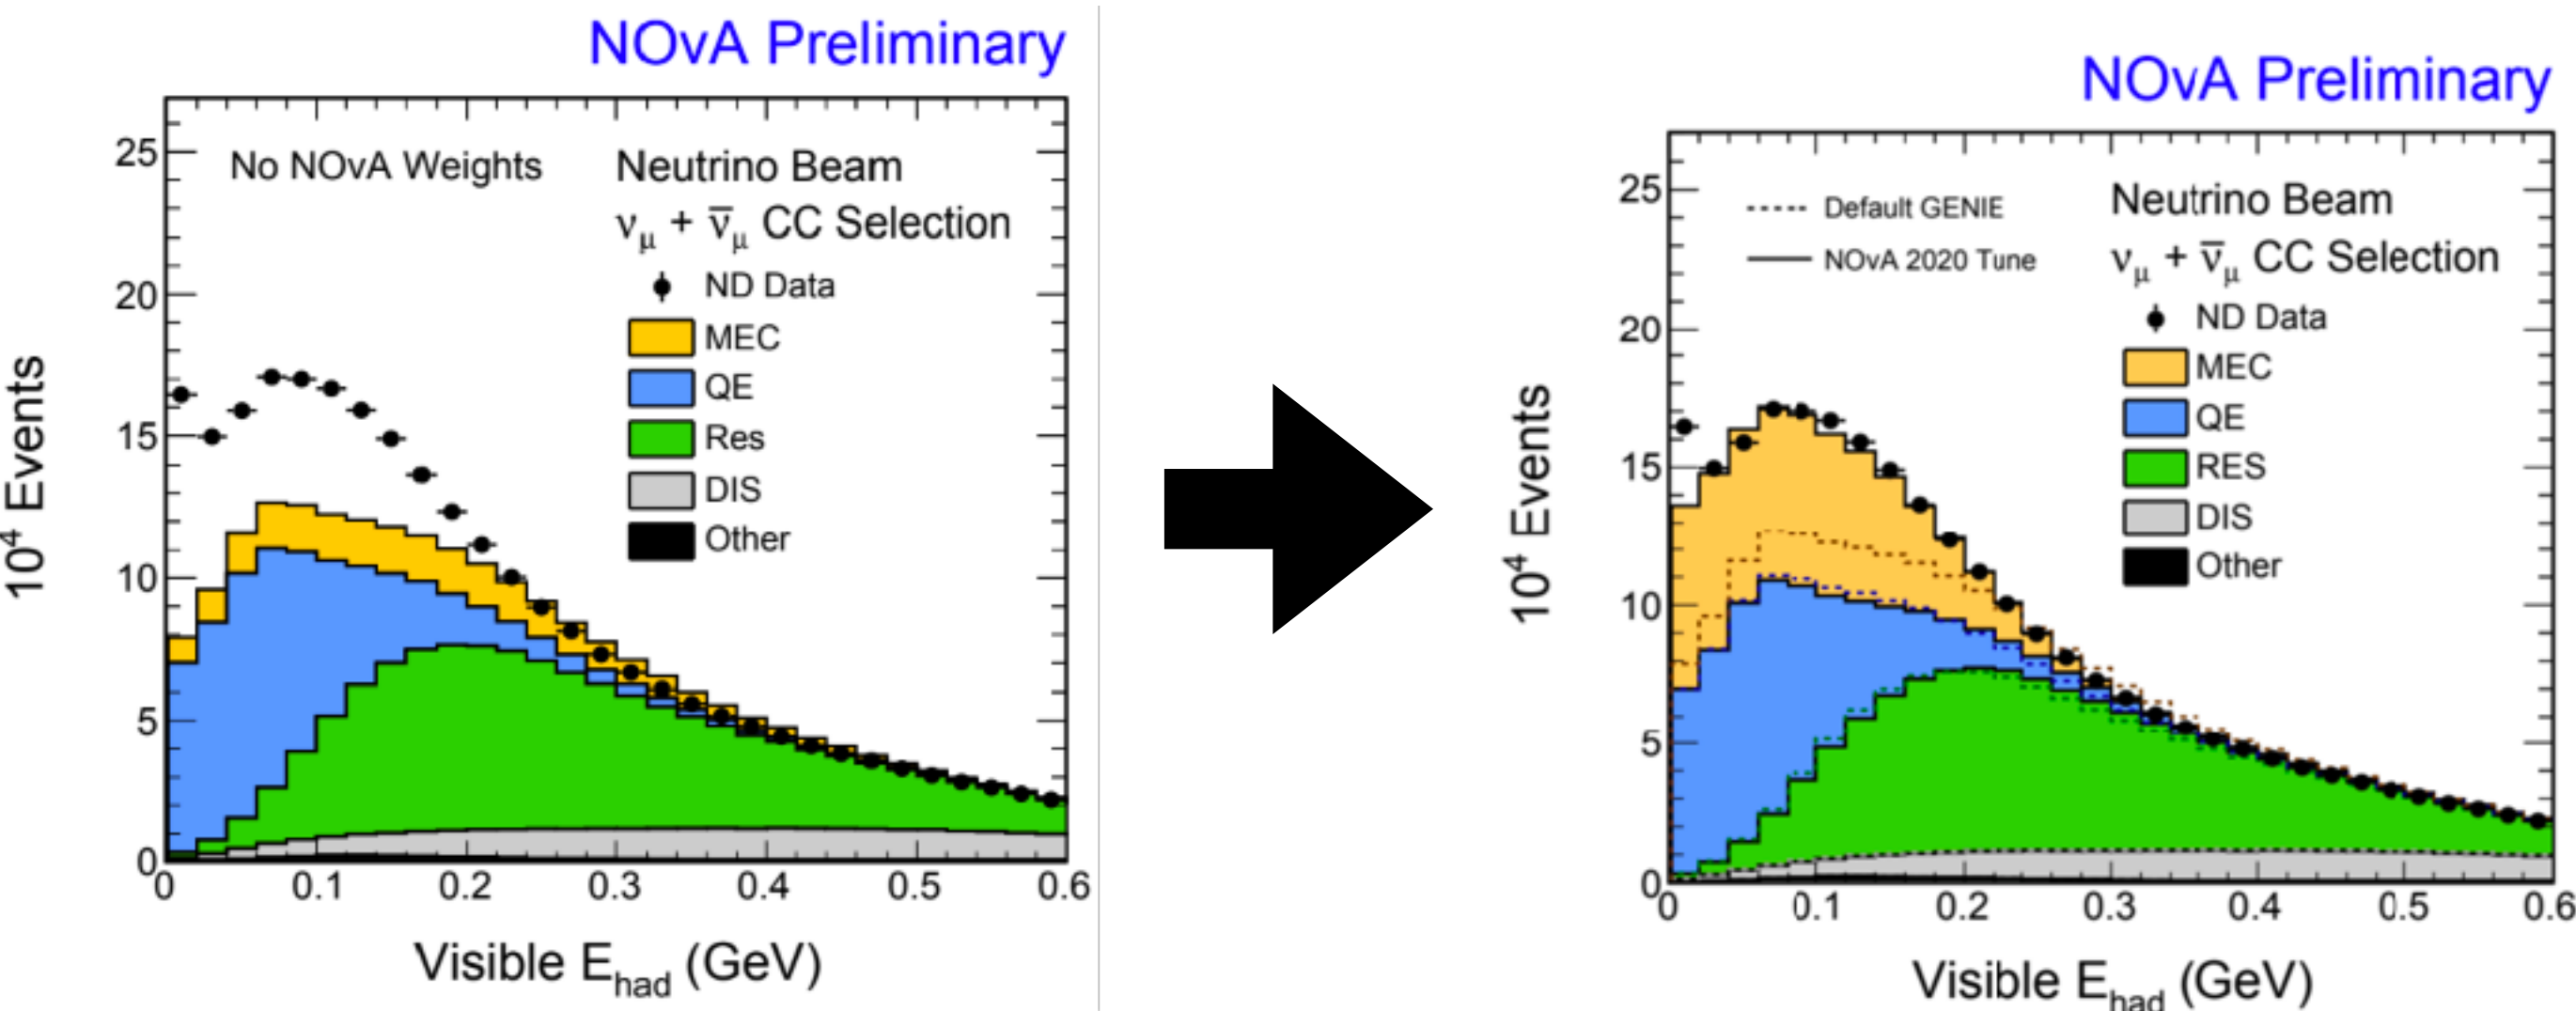 NOvA Preliminary
No NOvA Weights
Neutrino Beam
νμ + ν̅μ CC Selection
ND Data
MEC
QE
Res
DIS
Other
25
20
15
10
5
0
10⁴ Events
0 0.1 0.2 0.3 0.4 0.5 0.6
Visible E_had (GeV)
NOvA Preliminary
Default GENIE
NOvA 2020 Tune
Neutrino Beam
νμ + ν̅μ CC Selection
ND Data
MEC
QE
RES
DIS
Other
25
20
15
10
5
0
10⁴ Events
0 0.1 0.2 0.3 0.4 0.5 0.6
Visible E_had (GeV)